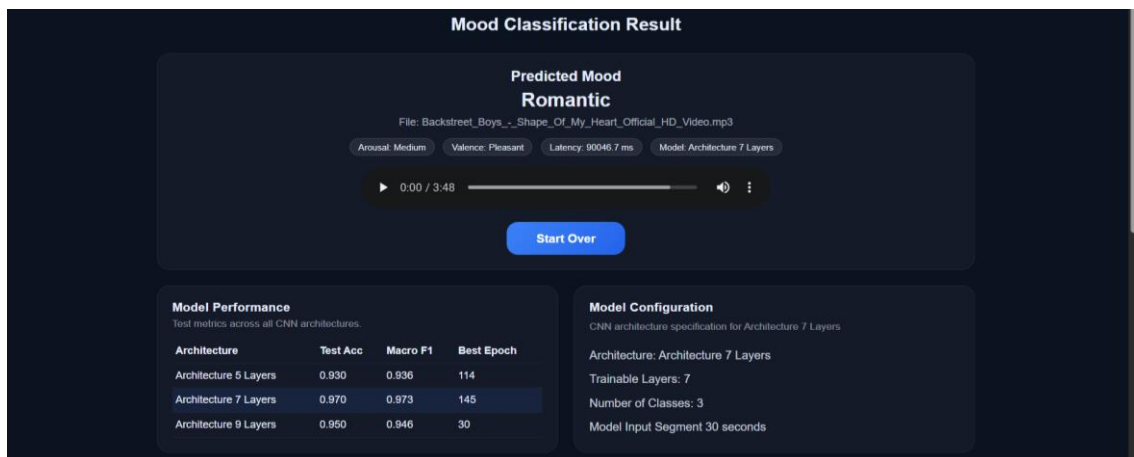 Mood Classification Result
Predicted Mood
Romantic
File: Backstreet_Boys_-_Shape_Of_My_Heart_Official_HD_Video.mp3
Arousal: Medium Valence: Pleasant Latency: 90046.7 ms Model: Architecture 7 Layers
0:00 / 3:48
Start Over
Model Performance
Test metrics across all CNN architectures.
Architecture Test Acc Macro F1 Best Epoch
Architecture 5 Layers 0.930 0.936 114
Architecture 7 Layers 0.970 0.973 145
Architecture 9 Layers 0.950 0.946 30
Model Configuration
CNN architecture specification for Architecture 7 Layers
Architecture: Architecture 7 Layers
Trainable Layers: 7
Number of Classes: 3
Model Input Segment 30 seconds